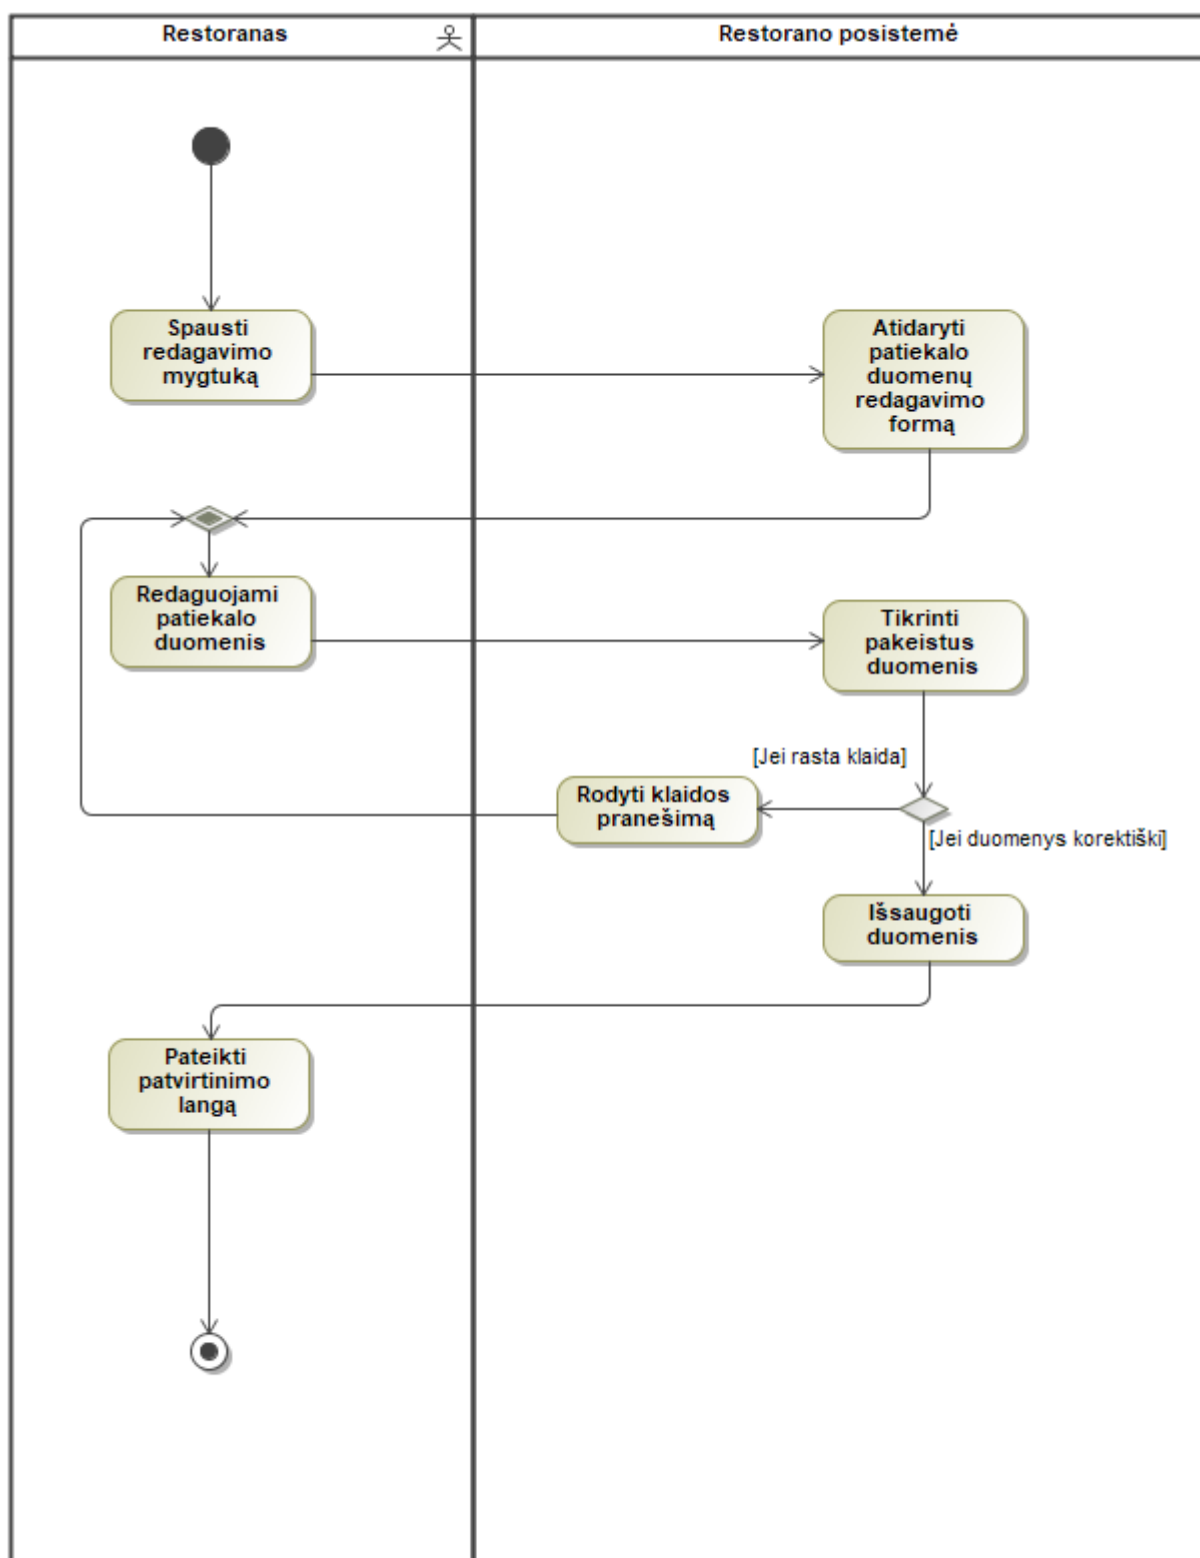 Restoranas
Restorano posistemė
Spausti
redagavimo
mygtuką
Atidaryti
patiekalo
duomenų
redagavimo
formą
Redaguojami
patiekalo
duomenis
Tikrinti
pakeistus
duomenis
[Jei rasta klaida]
Rodyti klaidos
pranešimą
[Jei duomenys korektiški]
Išsaugoti
duomenis
Pateikti
patvirtinimo
langą